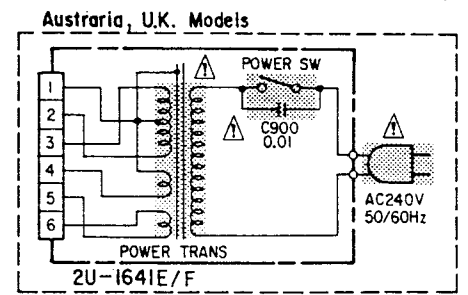 Austraria, U.K. Models
POWER SW
1
2
3
4
5
6
C900
0.01
AC240V
50/60Hz
POWER TRANS
2U-1641E/F